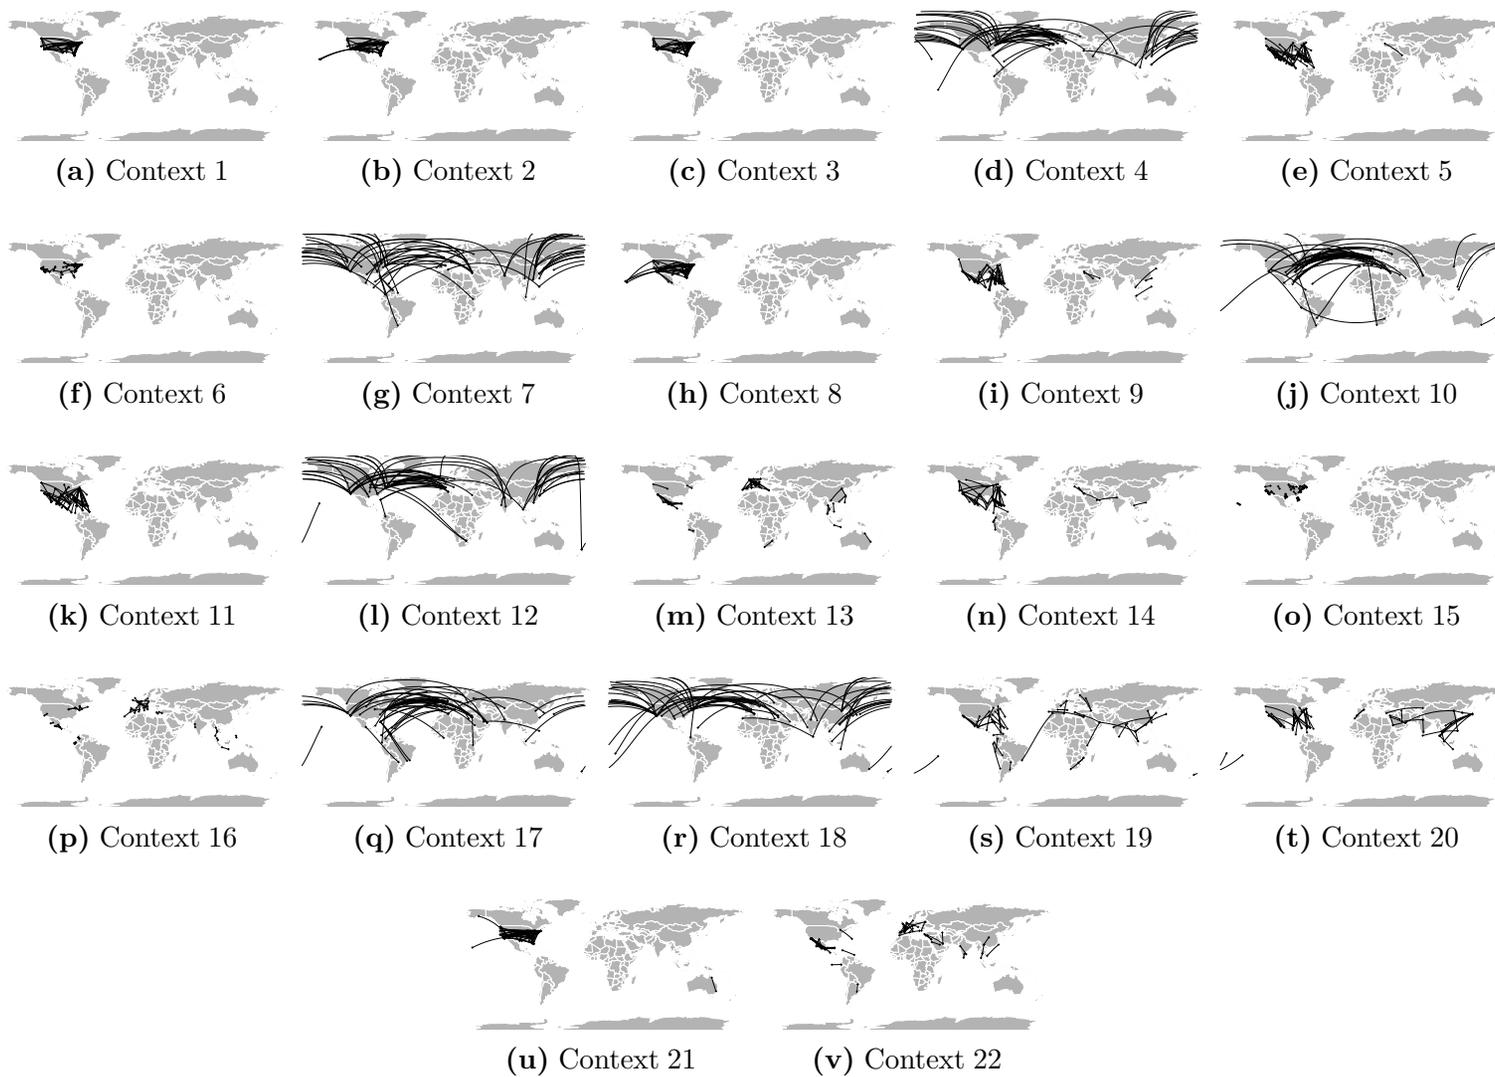 (a) Context 1
(b) Context 2
(c) Context 3
(d) Context 4
(e) Context 5
(f) Context 6
(g) Context 7
(h) Context 8
(i) Context 9
(j) Context 10
(k) Context 11
(l) Context 12
(m) Context 13
(n) Context 14
(o) Context 15
(p) Context 16
(q) Context 17
(r) Context 18
(s) Context 19
(t) Context 20
(u) Context 21
(v) Context 22